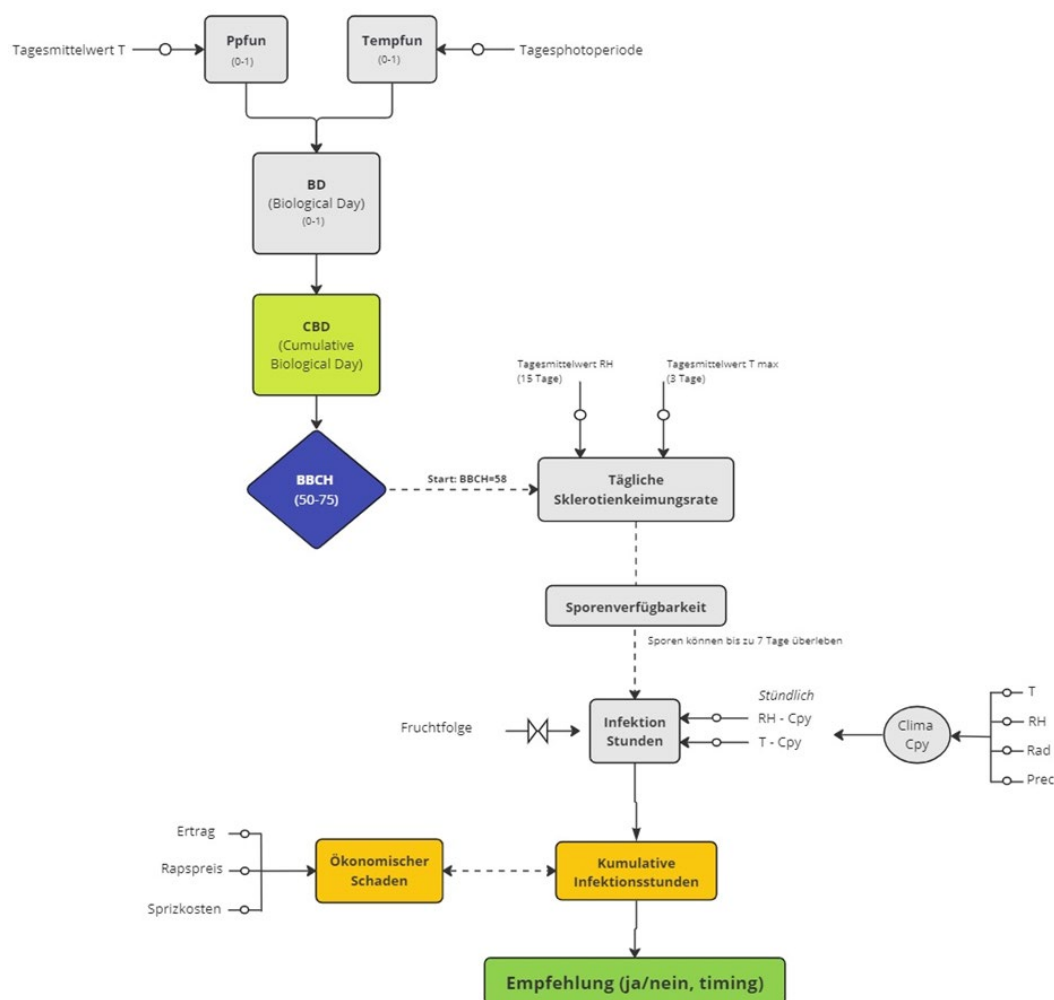 Tagesmittelwert T
Ppfun
(0-1)
Tempfun
(0-1)
Tagesphotoperiode
BD
(Biological Day)
(0-1)
CBD
(Cumulative
Biological Day)
BBCH
(50-75)
Start: BBCH=58
Tagesmittelwert RH
(15 Tage)
Tagesmittelwert T max
(3 Tage)
Tägliche
Sklerotienkeimungsrate
Sporenverfügbarkeit
Sporen können bis zu 7 Tage überleben
Fruchtfolge
Infektion
Stunden
Stündlich
RH - Cpy
T - Cpy
Clima
Cpy
T
RH
Rad
Prec
Ertrag
Rapspreis
Sprizkosten
Ökonomischer
Schaden
Kumulative
Infektionsstunden
Empfehlung (ja/nein, timing)